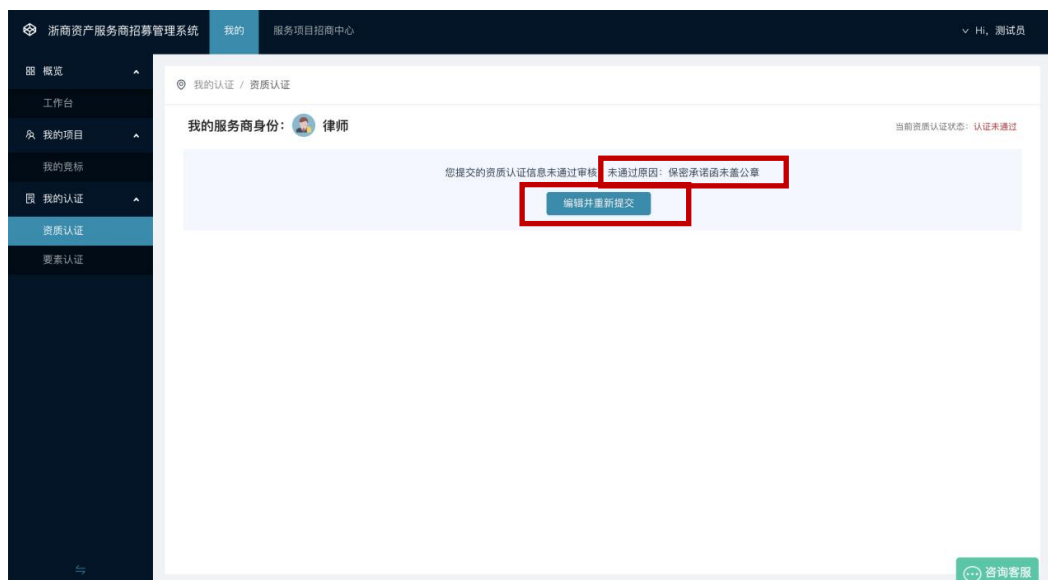 浙商资产服务商招募管理系统 我的 服务项目招商中心 Hi, 测试员
概览
工作台
我的项目
我的竞标
我的认证
资质认证
要素认证
我的认证 / 资质认证
我的服务商身份: 律师 当前资质认证状态: 认证未通过
您提交的资质认证信息未通过审核 未通过原因: 保密承诺函未盖公章
编辑并重新提交
咨询客服